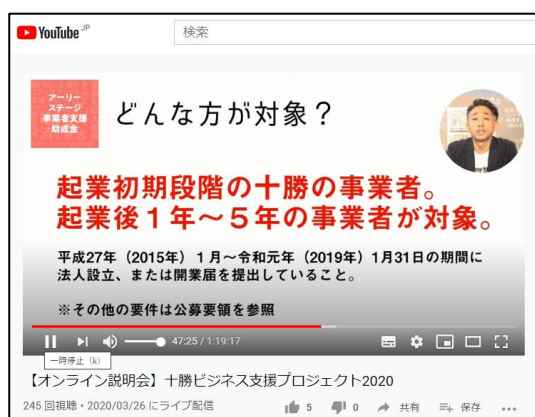 YouTube JP
検索
アーリー
ステージ
事業者支援
助成金
どんな方が対象？
起業初期段階の十勝の事業者。
起業後１年～５年の事業者が対象。
平成27年（2015年）１月～令和元年（2019年）1月31日の期間に
法人設立、または開業届を提出していること。
※その他の要件は公募要領を参照
47:25 / 1:19:17
一時停止（k）
【オンライン説明会】十勝ビジネス支援プロジェクト2020
245 回視聴・2020/03/26 にライブ配信
5
0
共有
保存